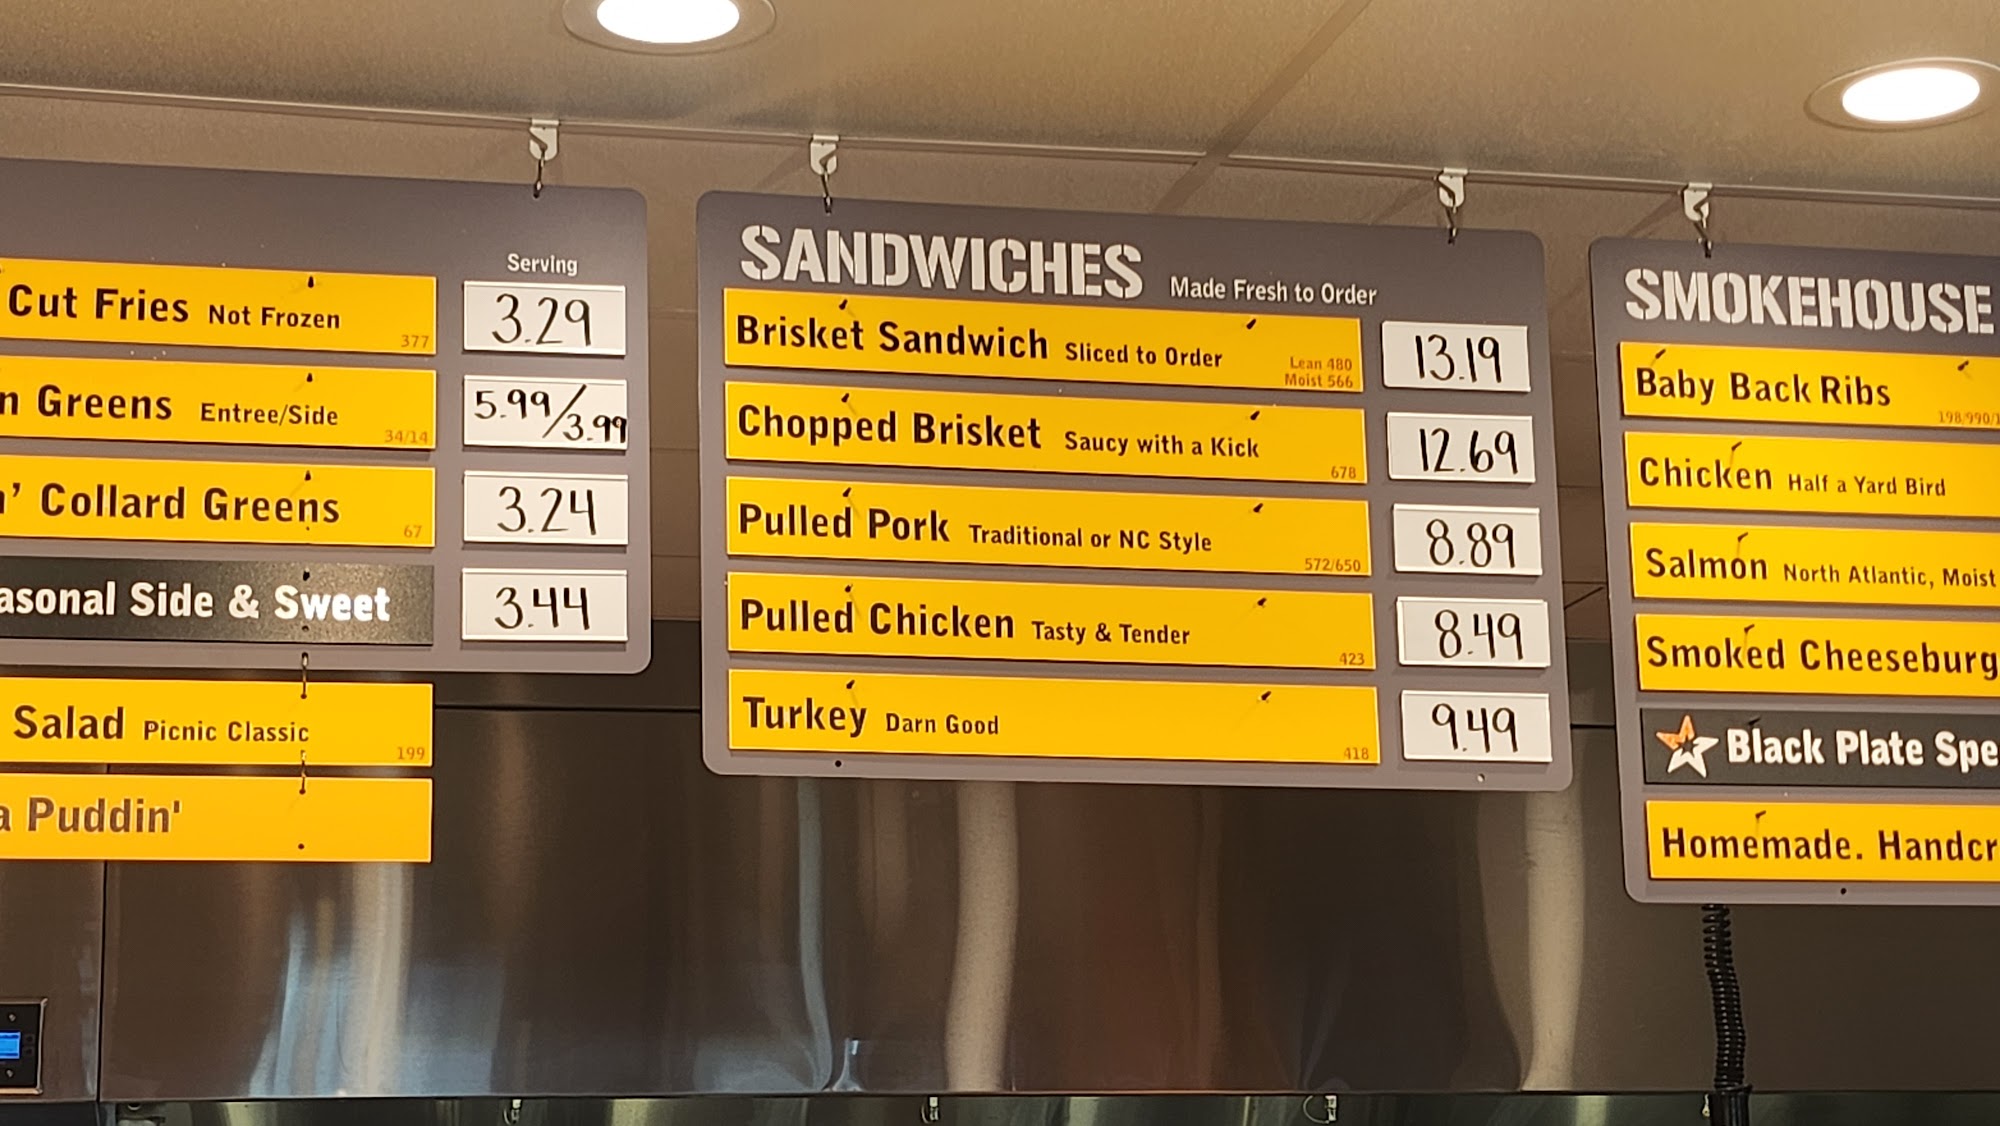 Serving
Cut Fries Not Frozen 377 3.29
Greens Entree/Side 34/14 5.99/3.99
Collard Greens 67 3.24
Side & Sweet 3.44
Salad Picnic Classic 199
Puddin'
SANDWICHES Made Fresh to Order
Brisket Sandwich Sliced to Order Lean 480 13.19
Moist 566
Chopped Brisket Saucy with a Kick 678 12.69
Pulled Pork Traditional or NC Style 572/650 8.89
Pulled Chicken Tasty & Tender 423 8.49
Turkey Darn Good 418 9.49
SMOKEHOUSE
Baby Back Ribs 198/990/1
Chicken Half a Yard Bird
Salmon North Atlantic, Moist
Smoked Cheeseburg
Black Plate Spe
Homemade. Handcr